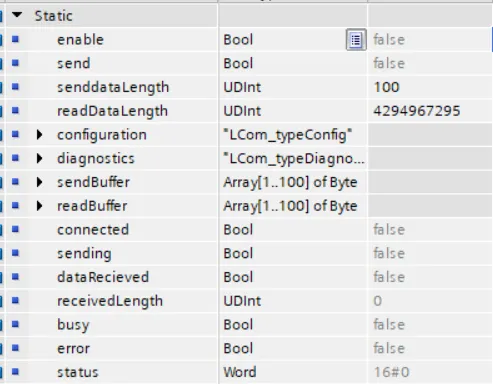 Static
enable Bool false
send Bool false
senddataLength UDInt 100
readDataLength UDInt 4294967295
configuration "LCom_typeConfig"
diagnostics "LCom_typeDiagno...
sendBuffer Array[1..100] of Byte
readBuffer Array[1..100] of Byte
connected Bool false
sending Bool false
dataRecieved Bool false
receivedLength UDInt 0
busy Bool false
error Bool false
status Word 16#0